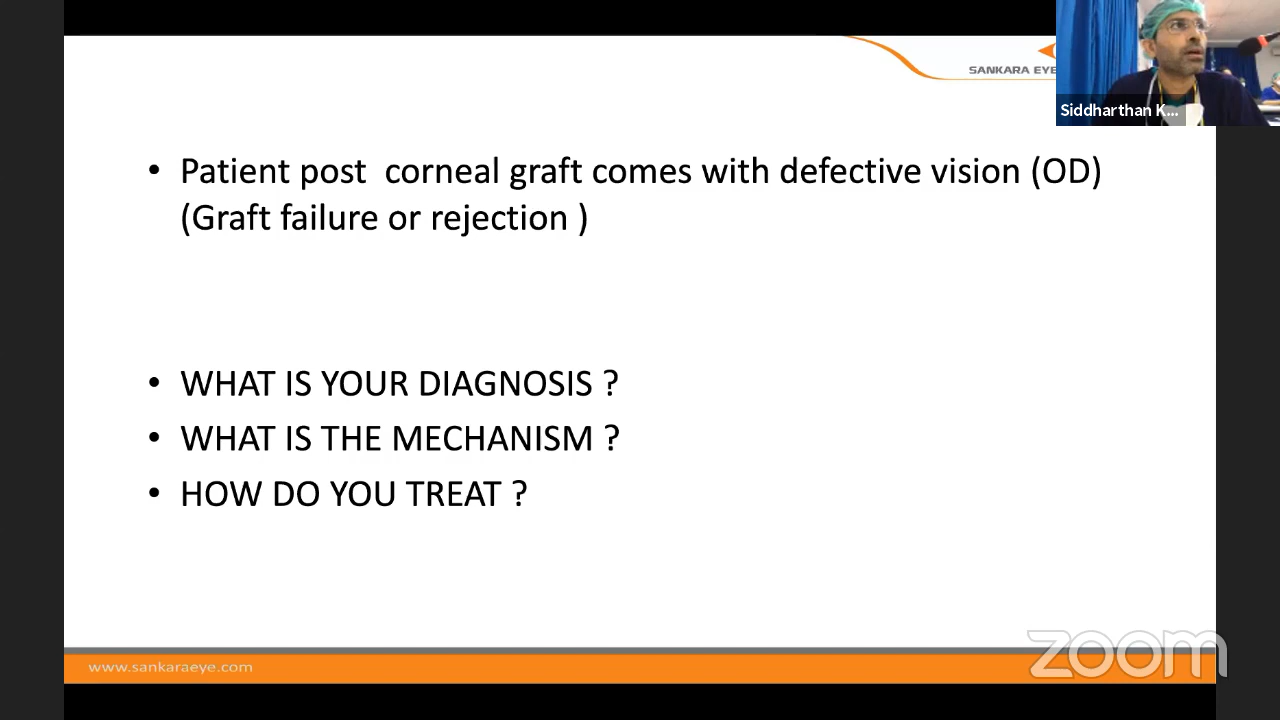 SANKARA EYE
Siddharthan K...
• Patient post corneal graft comes with defective vision (OD)
(Graft failure or rejection )
• WHAT IS YOUR DIAGNOSIS ?
• WHAT IS THE MECHANISM ?
• HOW DO YOU TREAT ?
www.sankaraeye.com
zoom